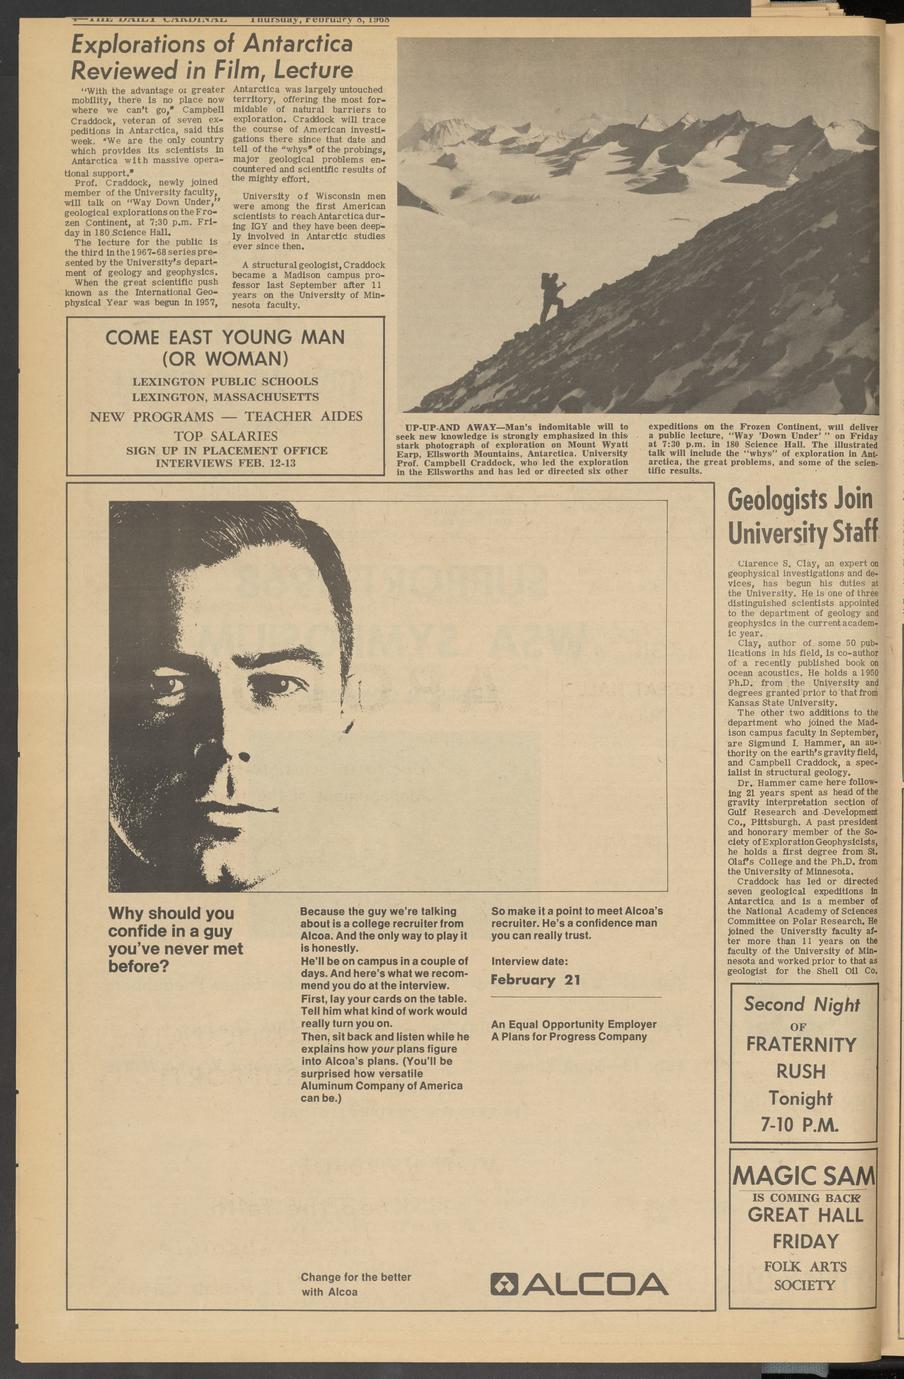 4—THE DAILY CARDINAL Thursday, February 8, 1968
Explorations of Antarctica
Reviewed in Film, Lecture
"With the advantage of greater
mobility, there is no place now
where we can't go," Campbell
Craddock, veteran of seven ex-
peditions in Antarctica, said this
week. "We are the only country
which provides its scientists in
Antarctica with massive opera-
tional support."
Prof. Craddock, newly joined
member of the University faculty,
will talk on "Way Down Under,"
geological explorations on the Fro-
zen Continent, at 7:30 p.m. Fri-
day in 180 Science Hall.
The lecture for the public is
the third in the 1967-68 series pre-
sented by the University's depart-
ment of geology and geophysics.
When the great scientific push
known as the International Geo-
physical Year was begun in 1957,
Antarctica was largely untouched
territory, offering the most for-
midable of natural barriers to
exploration. Craddock will trace
the course of American investi-
gations there since that date and
tell of the "whys" of the probings,
major geological problems en-
countered and scientific results of
the mighty effort.
University of Wisconsin men
were among the first American
scientists to reach Antarctica dur-
ing IGY and they have been deep-
ly involved in Antarctic studies
ever since then.
A structural geologist, Craddock
became a Madison campus pro-
fessor last September after 11
years on the University of Min-
nesota faculty.
COME EAST YOUNG MAN
(OR WOMAN)
LEXINGTON PUBLIC SCHOOLS
LEXINGTON, MASSACHUSETTS
NEW PROGRAMS — TEACHER AIDES
TOP SALARIES
SIGN UP IN PLACEMENT OFFICE
INTERVIEWS FEB. 12-13
UP-UP-AND AWAY—Man's indomitable will to
seek new knowledge is strongly emphasized in this
stark photograph of exploration on Mount Wyatt
Earp, Ellsworth Mountains, Antarctica. University
Prof. Campbell Craddock, who led the exploration
in the Ellsworths and has led or directed six other
expeditions on the Frozen Continent, will deliver
a public lecture, "Way 'Down Under' " on Friday
at 7:30 p.m. in 180 Science Hall. The illustrated
talk will include the "whys" of exploration in Ant-
arctica, the great problems, and some of the scien-
tific results.
Why should you
confide in a guy
you've never met
before?
Because the guy we're talking
about is a college recruiter from
Alcoa. And the only way to play it
is honestly.
He'll be on campus in a couple of
days. And here's what we recom-
mend you do at the interview.
First, lay your cards on the table.
Tell him what kind of work would
really turn you on.
Then, sit back and listen while he
explains how your plans figure
into Alcoa's plans. (You'll be
surprised how versatile
Aluminum Company of America
can be.)
So make it a point to meet Alcoa's
recruiter. He's a confidence man
you can really trust.
Interview date:
February 21
An Equal Opportunity Employer
A Plans for Progress Company
Change for the better
with Alcoa
ALCOA
Geologists Join
University Staff
Clarence S. Clay, an expert on
geophysical investigations and de-
vices, has begun his duties at
the University. He is one of three
distinguished scientists appointed
to the department of geology and
geophysics in the current academ-
ic year.
Clay, author of some 50 pub-
lications in his field, is co-author
of a recently published book on
ocean acoustics. He holds a 1950
Ph.D. from the University and
degrees granted prior to that from
Kansas State University.
The other two additions to the
department who joined the Mad-
ison campus faculty in September,
are Sigmund I. Hammer, an au-
thority on the earth's gravity field,
and Campbell Craddock, a spec-
ialist in structural geology.
Dr. Hammer came here follow-
ing 21 years spent as head of the
gravity interpretation section of
Gulf Research and Development
Co., Pittsburgh. A past president
and honorary member of the So-
ciety of Exploration Geophysicists,
he holds a first degree from St.
Olaf's College and the Ph.D. from
the University of Minnesota.
Craddock has led or directed
seven geological expeditions in
Antarctica and is a member of
the National Academy of Sciences
Committee on Polar Research. He
joined the University faculty af-
ter more than 11 years on the
faculty of the University of Min-
nesota and worked prior to that as
geologist for the Shell Oil Co.
Second Night
OF
FRATERNITY
RUSH
Tonight
7-10 P.M.
MAGIC SAM
IS COMING BACK
GREAT HALL
FRIDAY
FOLK ARTS
SOCIETY